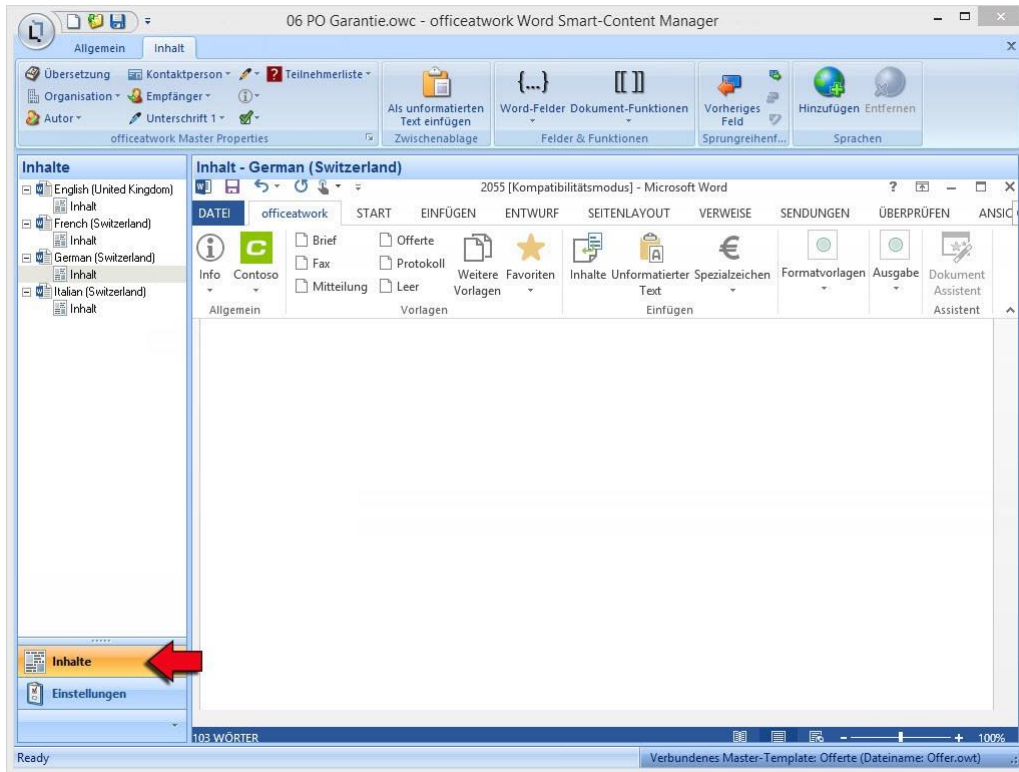 06 PO Garantie.owc - officeatwork Word Smart-Content Manager
Allgemein Inhalt X
Übersetzung Kontaktperson Teilnehmerliste
Organisation Empfänger
Autor Unterschrift 1
Als unformatierten Text einfügen
{...} Word-Felder
[[ ]] Dokument-Funktionen
Vorheriges Feld
Hinzufügen Entfernen
officeatwork Master Properties Zwischenablage Felder & Funktionen Sprungreihenf... Sprachen
Inhalte
English (United Kingdom)
Inhalt
French (Switzerland)
Inhalt
German (Switzerland)
Inhalt
Italian (Switzerland)
Inhalt
Inhalt - German (Switzerland)
2055 [Kompatibilitätsmodus] - Microsoft Word ?
DATEI officeatwork START EINFÜGEN ENTWURF SEITENLAYOUT VERWEISE SENDUNGEN ÜBERPRÜFEN ANSIC
Info Contoso
Brief Offerte
Fax Protokoll
Mitteilung Leer
Weitere Vorlagen
Favoriten
Inhalte
Unformatierter Text
Spezialzeichen
Formatvorlagen
Ausgabe
Dokument Assistent
Allgemein Vorlagen Einfügen Assistent
Inhalte
Einstellungen
103 WÖRTER 100%
Ready Verbundenes Master-Template: Offerte (Dateiname: Offer.owt)